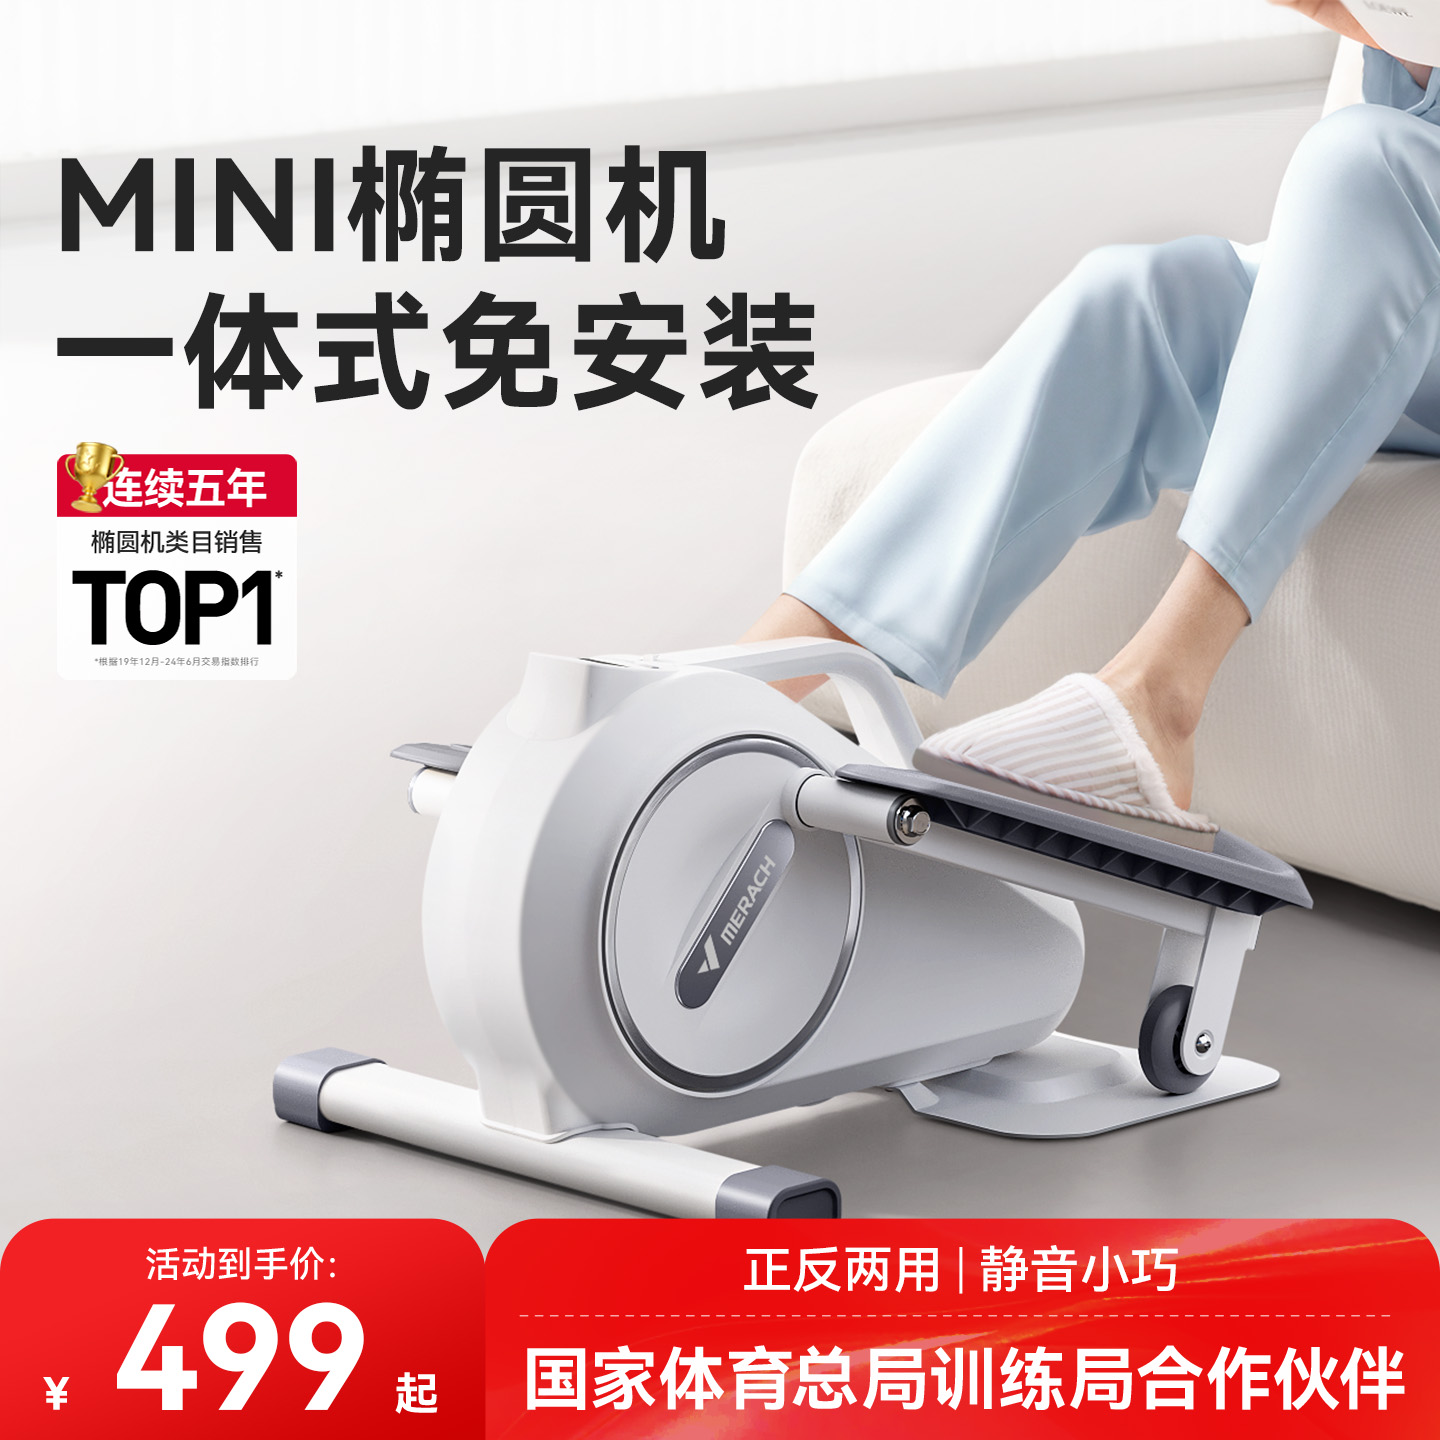 MINI椭圆机
一体式免安装
连续五年
椭圆机类目销售
TOP1*
*根据19年12月-24年6月交易指数排行
MERACH
活动到手价:
¥ 499 起
正反两用 | 静音小巧
国家体育总局训练局合作伙伴